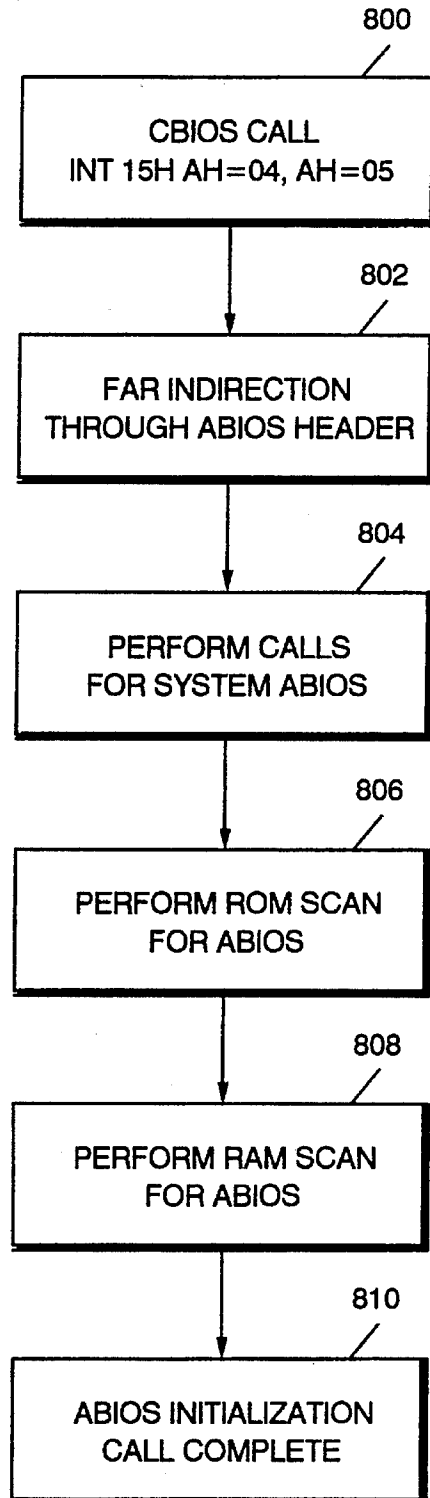 800
CBIOS CALL
INT 15H AH=04, AH=05
802
FAR INDIRECTION
THROUGH ABIOS HEADER
804
PERFORM CALLS
FOR SYSTEM ABIOS
806
PERFORM ROM SCAN
FOR ABIOS
808
PERFORM RAM SCAN
FOR ABIOS
810
ABIOS INITIALIZATION
CALL COMPLETE